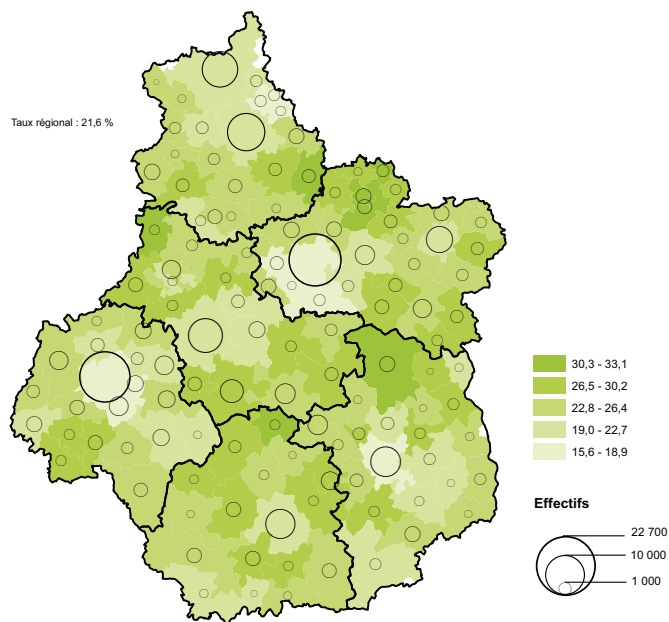 Taux régional : 21,6 %
30,3 - 33,1
26,5 - 30,2
22,8 - 26,4
19,0 - 22,7
15,6 - 18,9
Effectifs
22 700
10 000
1 000